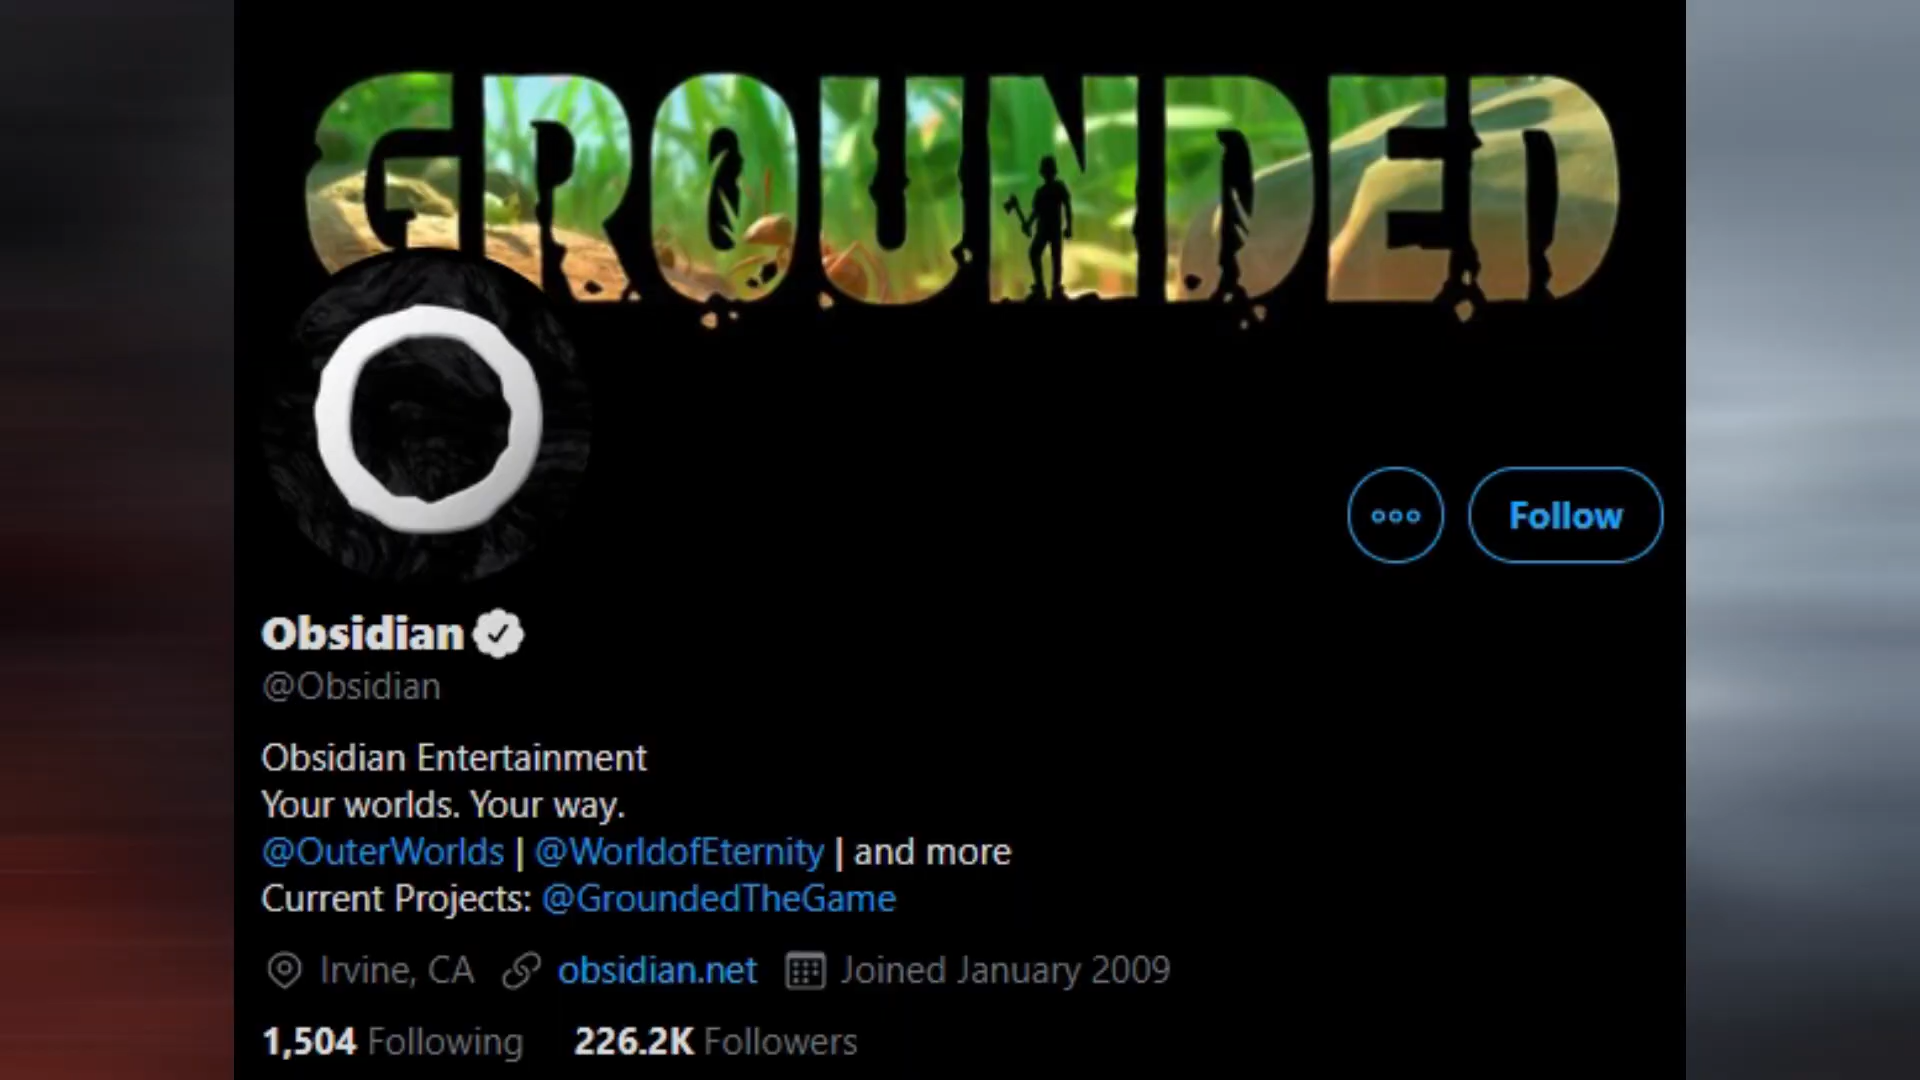 GROUNDED
Follow
Obsidian
@Obsidian
Obsidian Entertainment
Your worlds. Your way.
@OuterWorlds | @WorldofEternity | and more
Current Projects: @GroundedTheGame
Irvine, CA obsidian.net Joined January 2009
1,504 Following 226.2K Followers